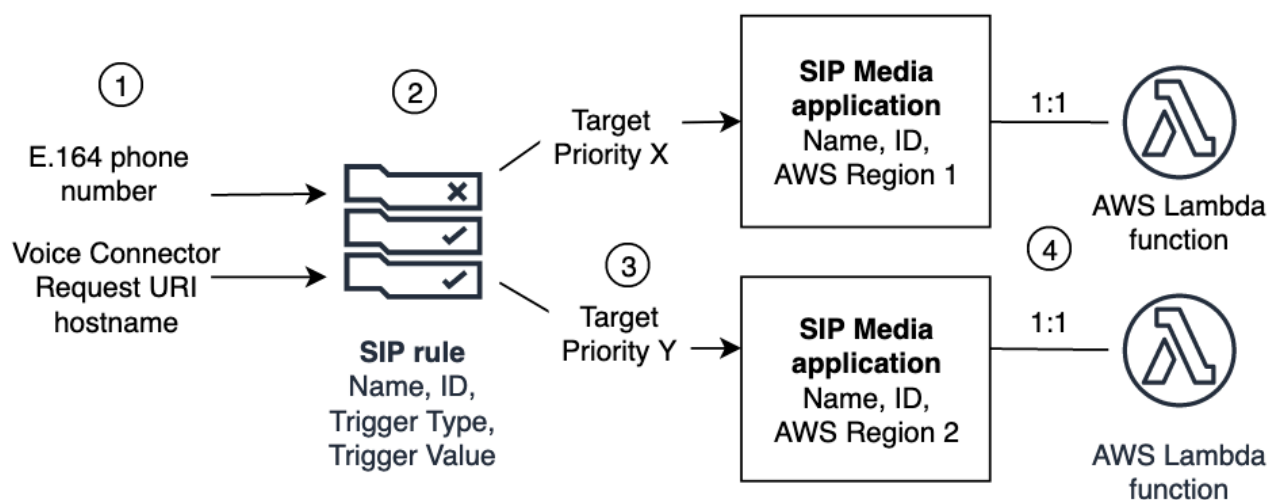 1
E.164 phone
number
Voice Connector
Request URI
hostname
2
SIP rule
Name, ID,
Trigger Type,
Trigger Value
Target
Priority X
3
Target
Priority Y
SIP Media
application
Name, ID,
AWS Region 1
SIP Media
application
Name, ID,
AWS Region 2
1:1
AWS Lambda
function
4
1:1
AWS Lambda
function